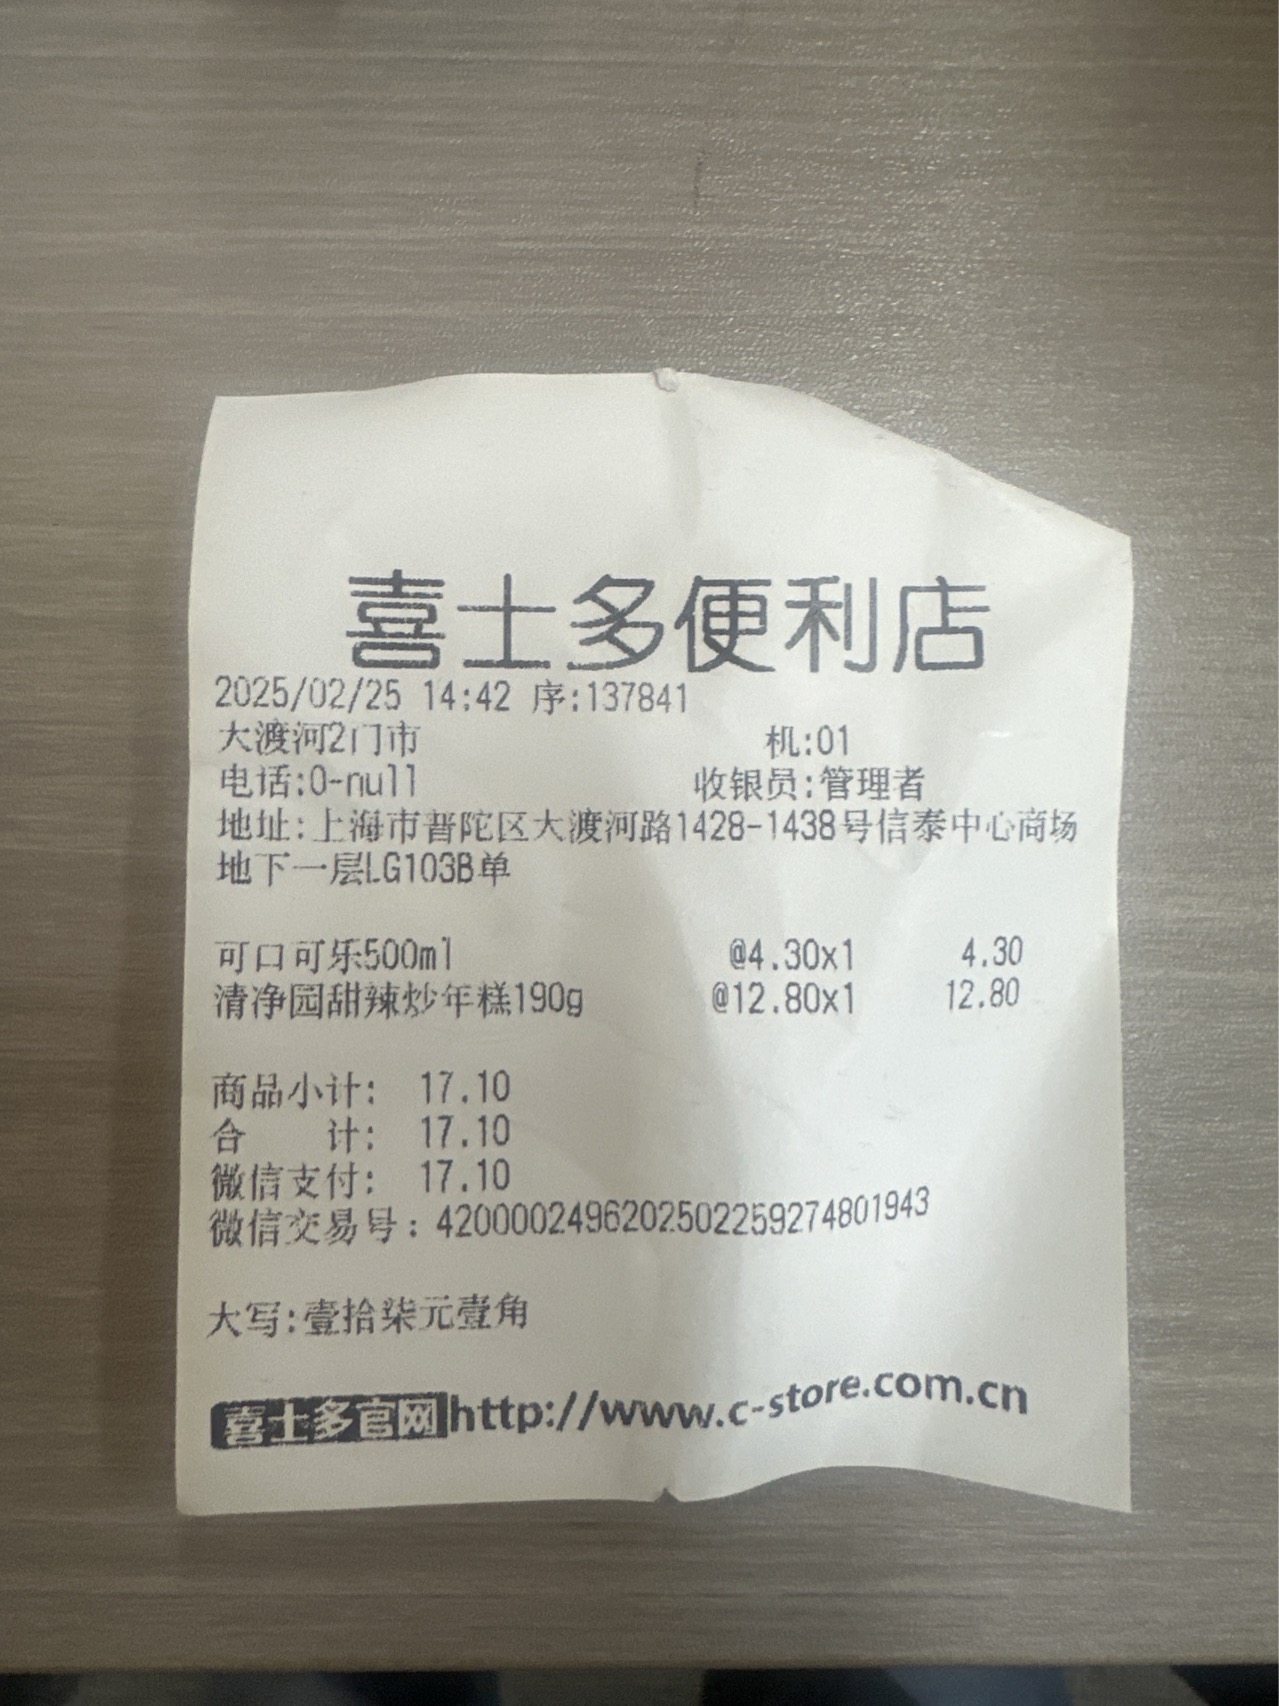 喜士多便利店
2025/02/25 14:42 序:137841
大渡河2门市 机:01
电话:0-null 收银员:管理者
地址:上海市普陀区大渡河路1428-1438号信泰中心商场
地下一层LG103B单
可口可乐500ml @4.30x1 4.30
清净园甜辣炒年糕190g @12.80x1 12.80
商品小计: 17.10
合 计: 17.10
微信支付: 17.10
微信交易号:4200002496202502259274801943
大写:壹拾柒元壹角
喜士多官网http://www.c-store.com.cn